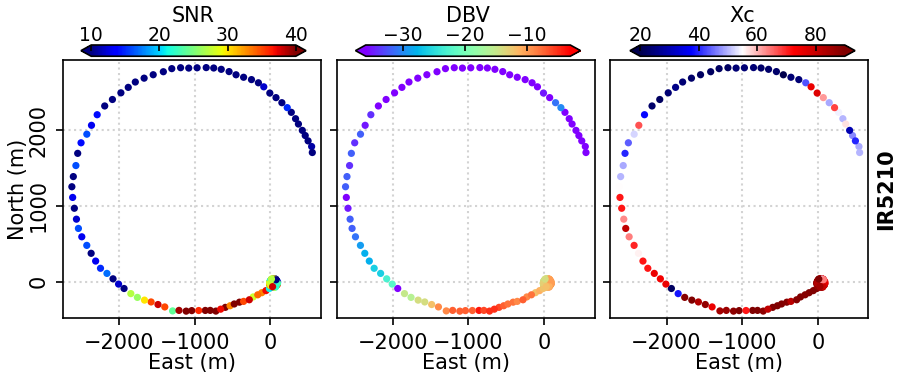 SNR DBV Xc
10 20 30 40 −30 −20 −10 20 40 60 80
North (m)
2000
1000
0
IR5210
−2000 −1000 0 −2000 −1000 0 −2000 −1000 0
East (m) East (m) East (m)